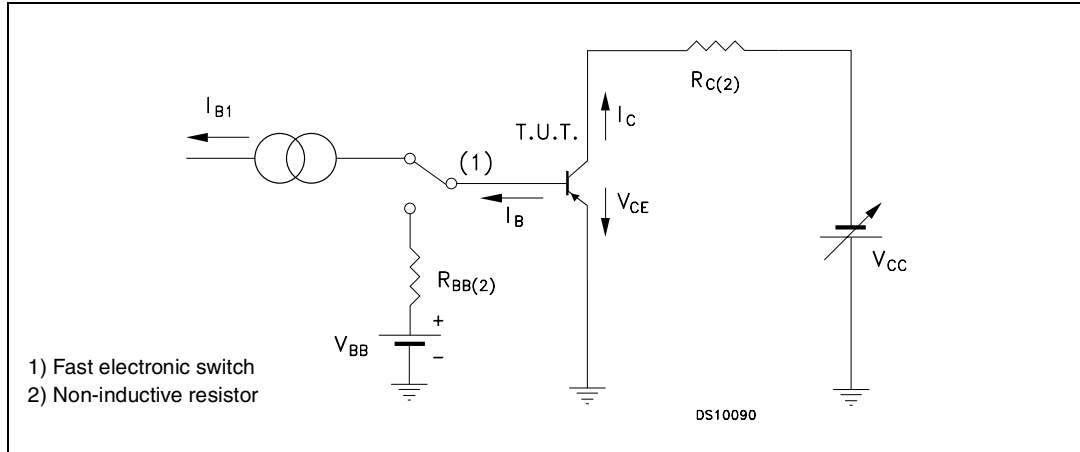 I_B1
(1)
I_B
T.U.T.
I_C
V_CE
R_C(2)
V_CC
R_BB(2)
V_BB
+
–
1) Fast electronic switch
2) Non-inductive resistor
DS10090